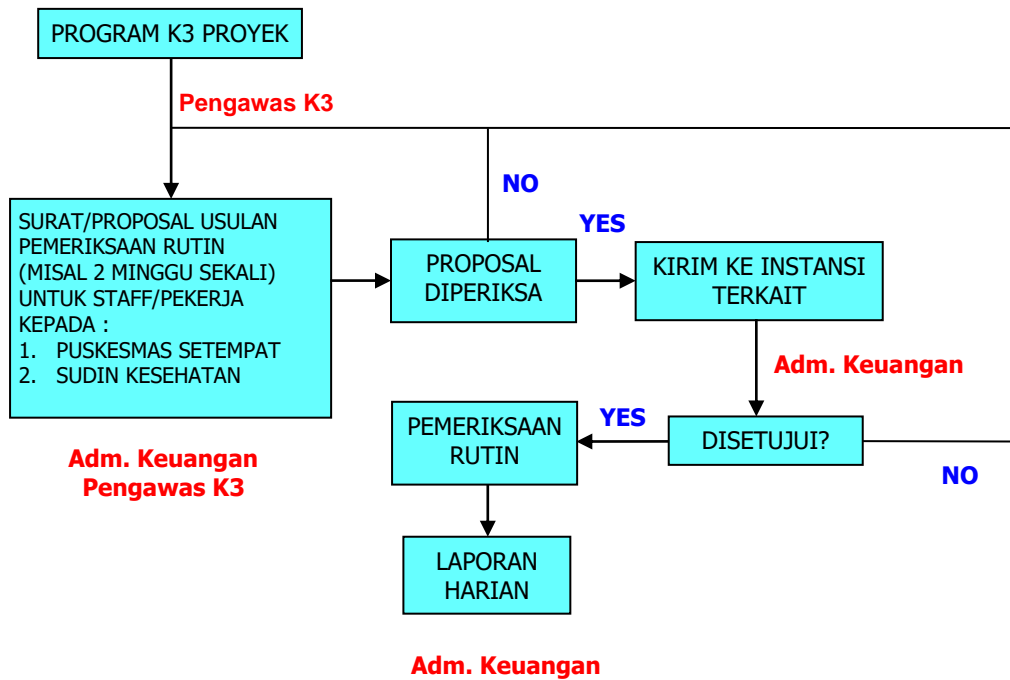 PROGRAM K3 PROYEK
Pengawas K3
NO
YES
SURAT/PROPOSAL USULAN
PEMERIKSAAN RUTIN
(MISAL 2 MINGGU SEKALI)
UNTUK STAFF/PEKERJA
KEPADA :
1. PUSKESMAS SETEMPAT
2. SUDIN KESEHATAN
PROPOSAL
DIPERIKSA
KIRIM KE INSTANSI
TERKAIT
Adm. Keuangan
Adm. Keuangan
Pengawas K3
PEMERIKSAAN
RUTIN
YES
DISETUJUI?
NO
LAPORAN
HARIAN
Adm. Keuangan